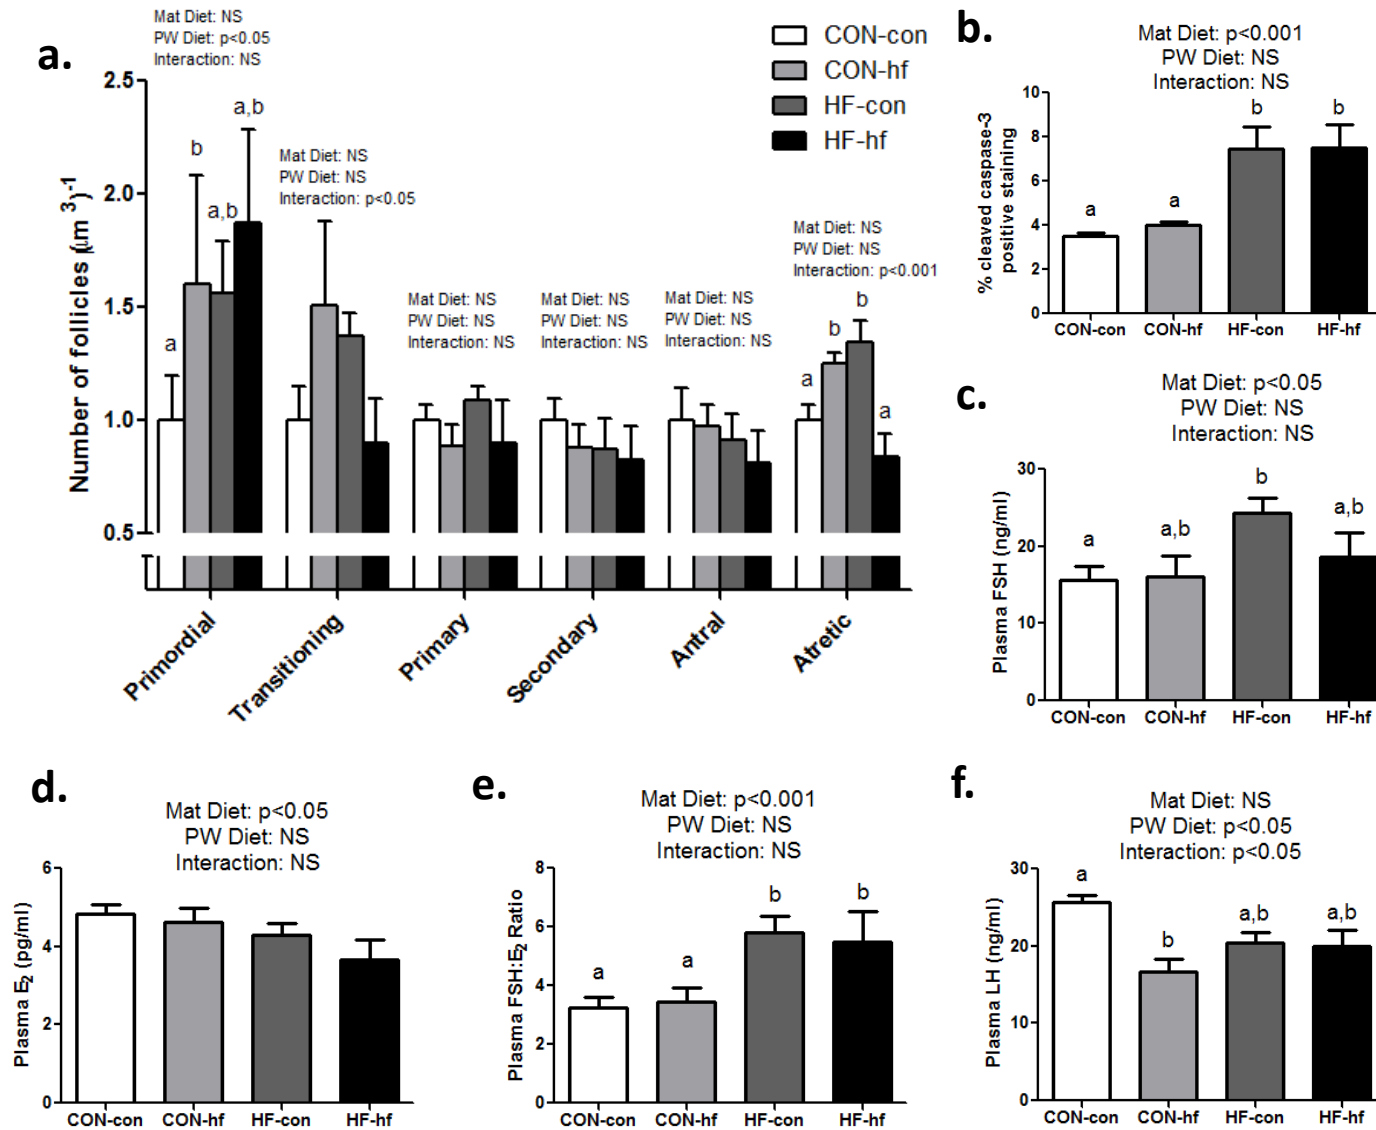 a.
Mat Diet: NS
PW Diet: p<0.05
Interaction: NS
CON-con
CON-hf
HF-con
HF-hf
Number of follicles (μm ³)⁻¹
2.5
2.0
1.5
1.0
0.5
a
b
a,b
a,b
Mat Diet: NS
PW Diet: NS
Interaction: p<0.05
Mat Diet: NS
PW Diet: NS
Interaction: NS
Mat Diet: NS
PW Diet: NS
Interaction: NS
Mat Diet: NS
PW Diet: NS
Interaction: NS
Mat Diet: NS
PW Diet: NS
Interaction: p<0.001
a
b
b
a
Primordial
Transitioning
Primary
Secondary
Antral
Atretic
b.
Mat Diet: p<0.001
PW Diet: NS
Interaction: NS
% cleaved caspase-3
positive staining
10
8
6
4
2
0
a
a
b
b
CON-con
CON-hf
HF-con
HF-hf
c.
Mat Diet: p<0.05
PW Diet: NS
Interaction: NS
Plasma FSH (ng/ml)
30
20
10
0
a
a,b
b
a,b
CON-con
CON-hf
HF-con
HF-hf
d.
Mat Diet: p<0.05
PW Diet: NS
Interaction: NS
Plasma E₂ (pg/ml)
6
4
2
0
CON-con
CON-hf
HF-con
HF-hf
e.
Mat Diet: p<0.001
PW Diet: NS
Interaction: NS
Plasma FSH:E₂ Ratio
8
6
4
2
0
a
a
b
b
CON-con
CON-hf
HF-con
HF-hf
f.
Mat Diet: NS
PW Diet: p<0.05
Interaction: p<0.05
Plasma LH (ng/ml)
30
20
10
0
a
b
a,b
a,b
CON-con
CON-hf
HF-con
HF-hf